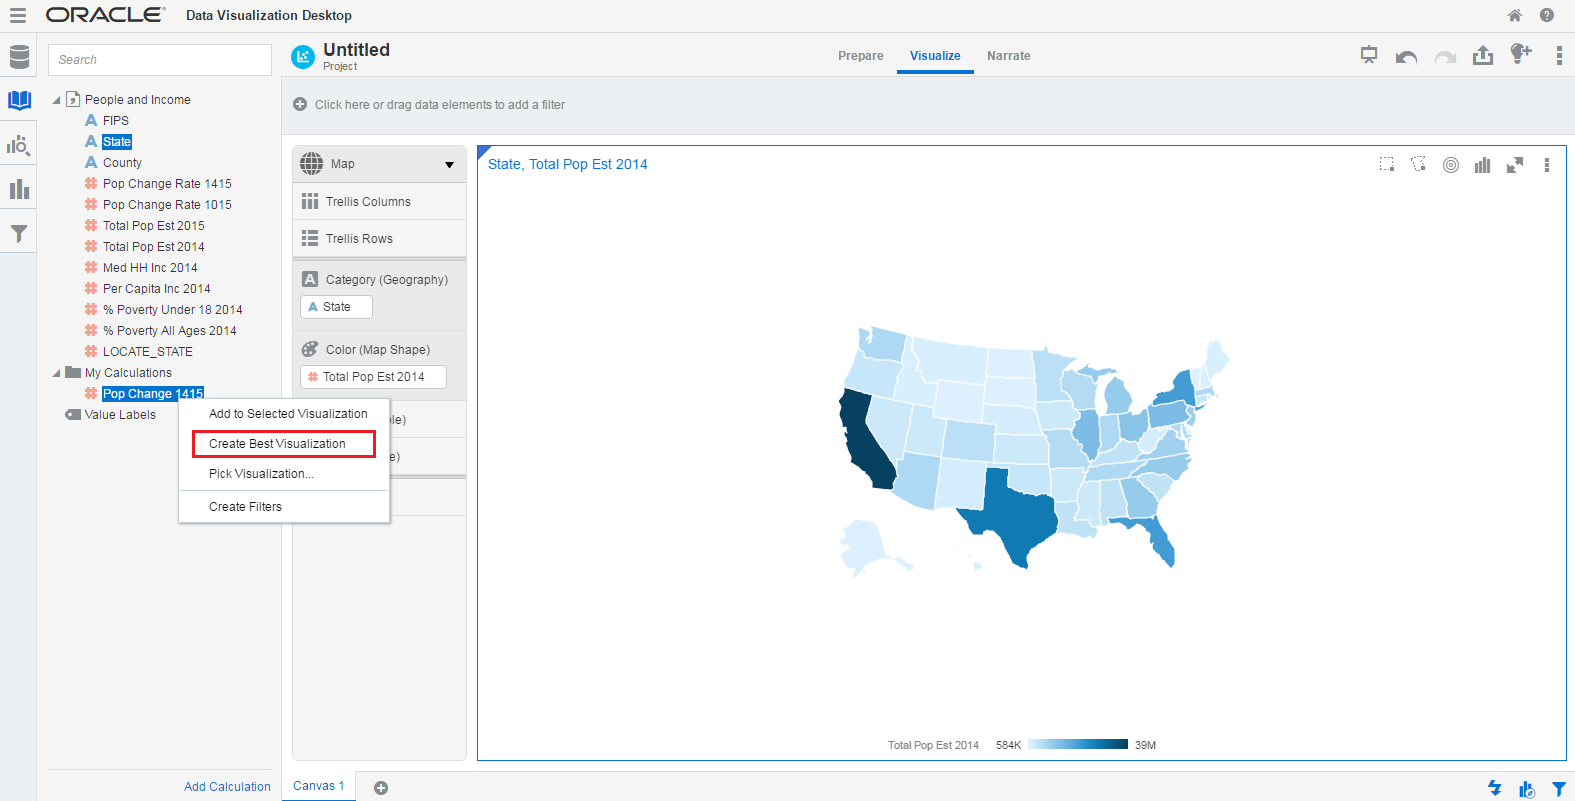 ORACLE Data Visualization Desktop
Search
Untitled
Project
Prepare Visualize Narrate
Click here or drag data elements to add a filter
People and Income
FIPS
State
County
Pop Change Rate 1415
Pop Change Rate 1015
Total Pop Est 2015
Total Pop Est 2014
Med HH Inc 2014
Per Capita Inc 2014
% Poverty Under 18 2014
% Poverty All Ages 2014
LOCATE_STATE
My Calculations
Pop Change 1415
Value Labels
Add to Selected Visualization
Create Best Visualization
Pick Visualization...
Create Filters
Add Calculation
Map
Trellis Columns
Trellis Rows
Category (Geography)
State
Color (Map Shape)
Total Pop Est 2014
State, Total Pop Est 2014
Total Pop Est 2014 584K 39M
Canvas 1